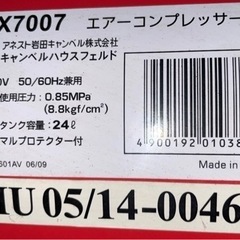 X7007 エアーコンプレッサー
アネスト岩田キャンベル株式会社
キャンベルハウスフェルド
0V 50/60Hz兼用
使用圧力：0.85MPa
(8.8kgf/cm²)
タンク容量：24ℓ
マルプロテクター付
601AV 06/09
4 900192 01038
Made in
IU 05/14-0046